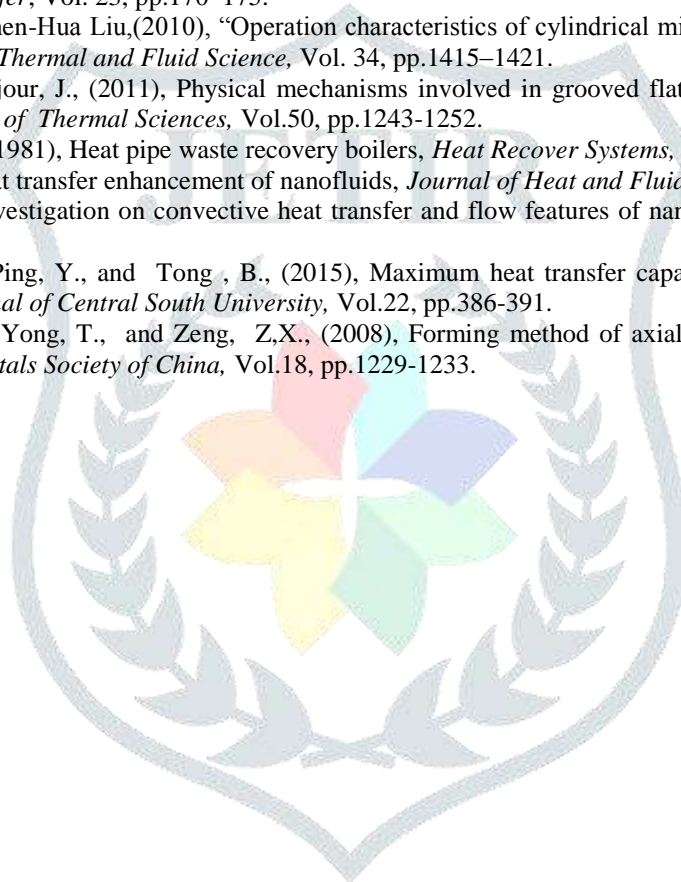 Vol. 23, pp.170–175.
hen-Hua Liu,(2010), “Operation characteristics of cylindrical mi
Thermal and Fluid Science, Vol. 34, pp.1415–1421.
jour, J., (2011), Physical mechanisms involved in grooved flat
of Thermal Sciences, Vol.50, pp.1243-1252.
1981), Heat pipe waste recovery boilers, Heat Recover Systems,
at transfer enhancement of nanofluids, Journal of Heat and Fluid
vestigation on convective heat transfer and flow features of nan
Ping, Y., and Tong , B., (2015), Maximum heat transfer capa
nal of Central South University, Vol.22, pp.386-391.
Yong, T., and Zeng, Z,X., (2008), Forming method of axial
tals Society of China, Vol.18, pp.1229-1233.
JETIR